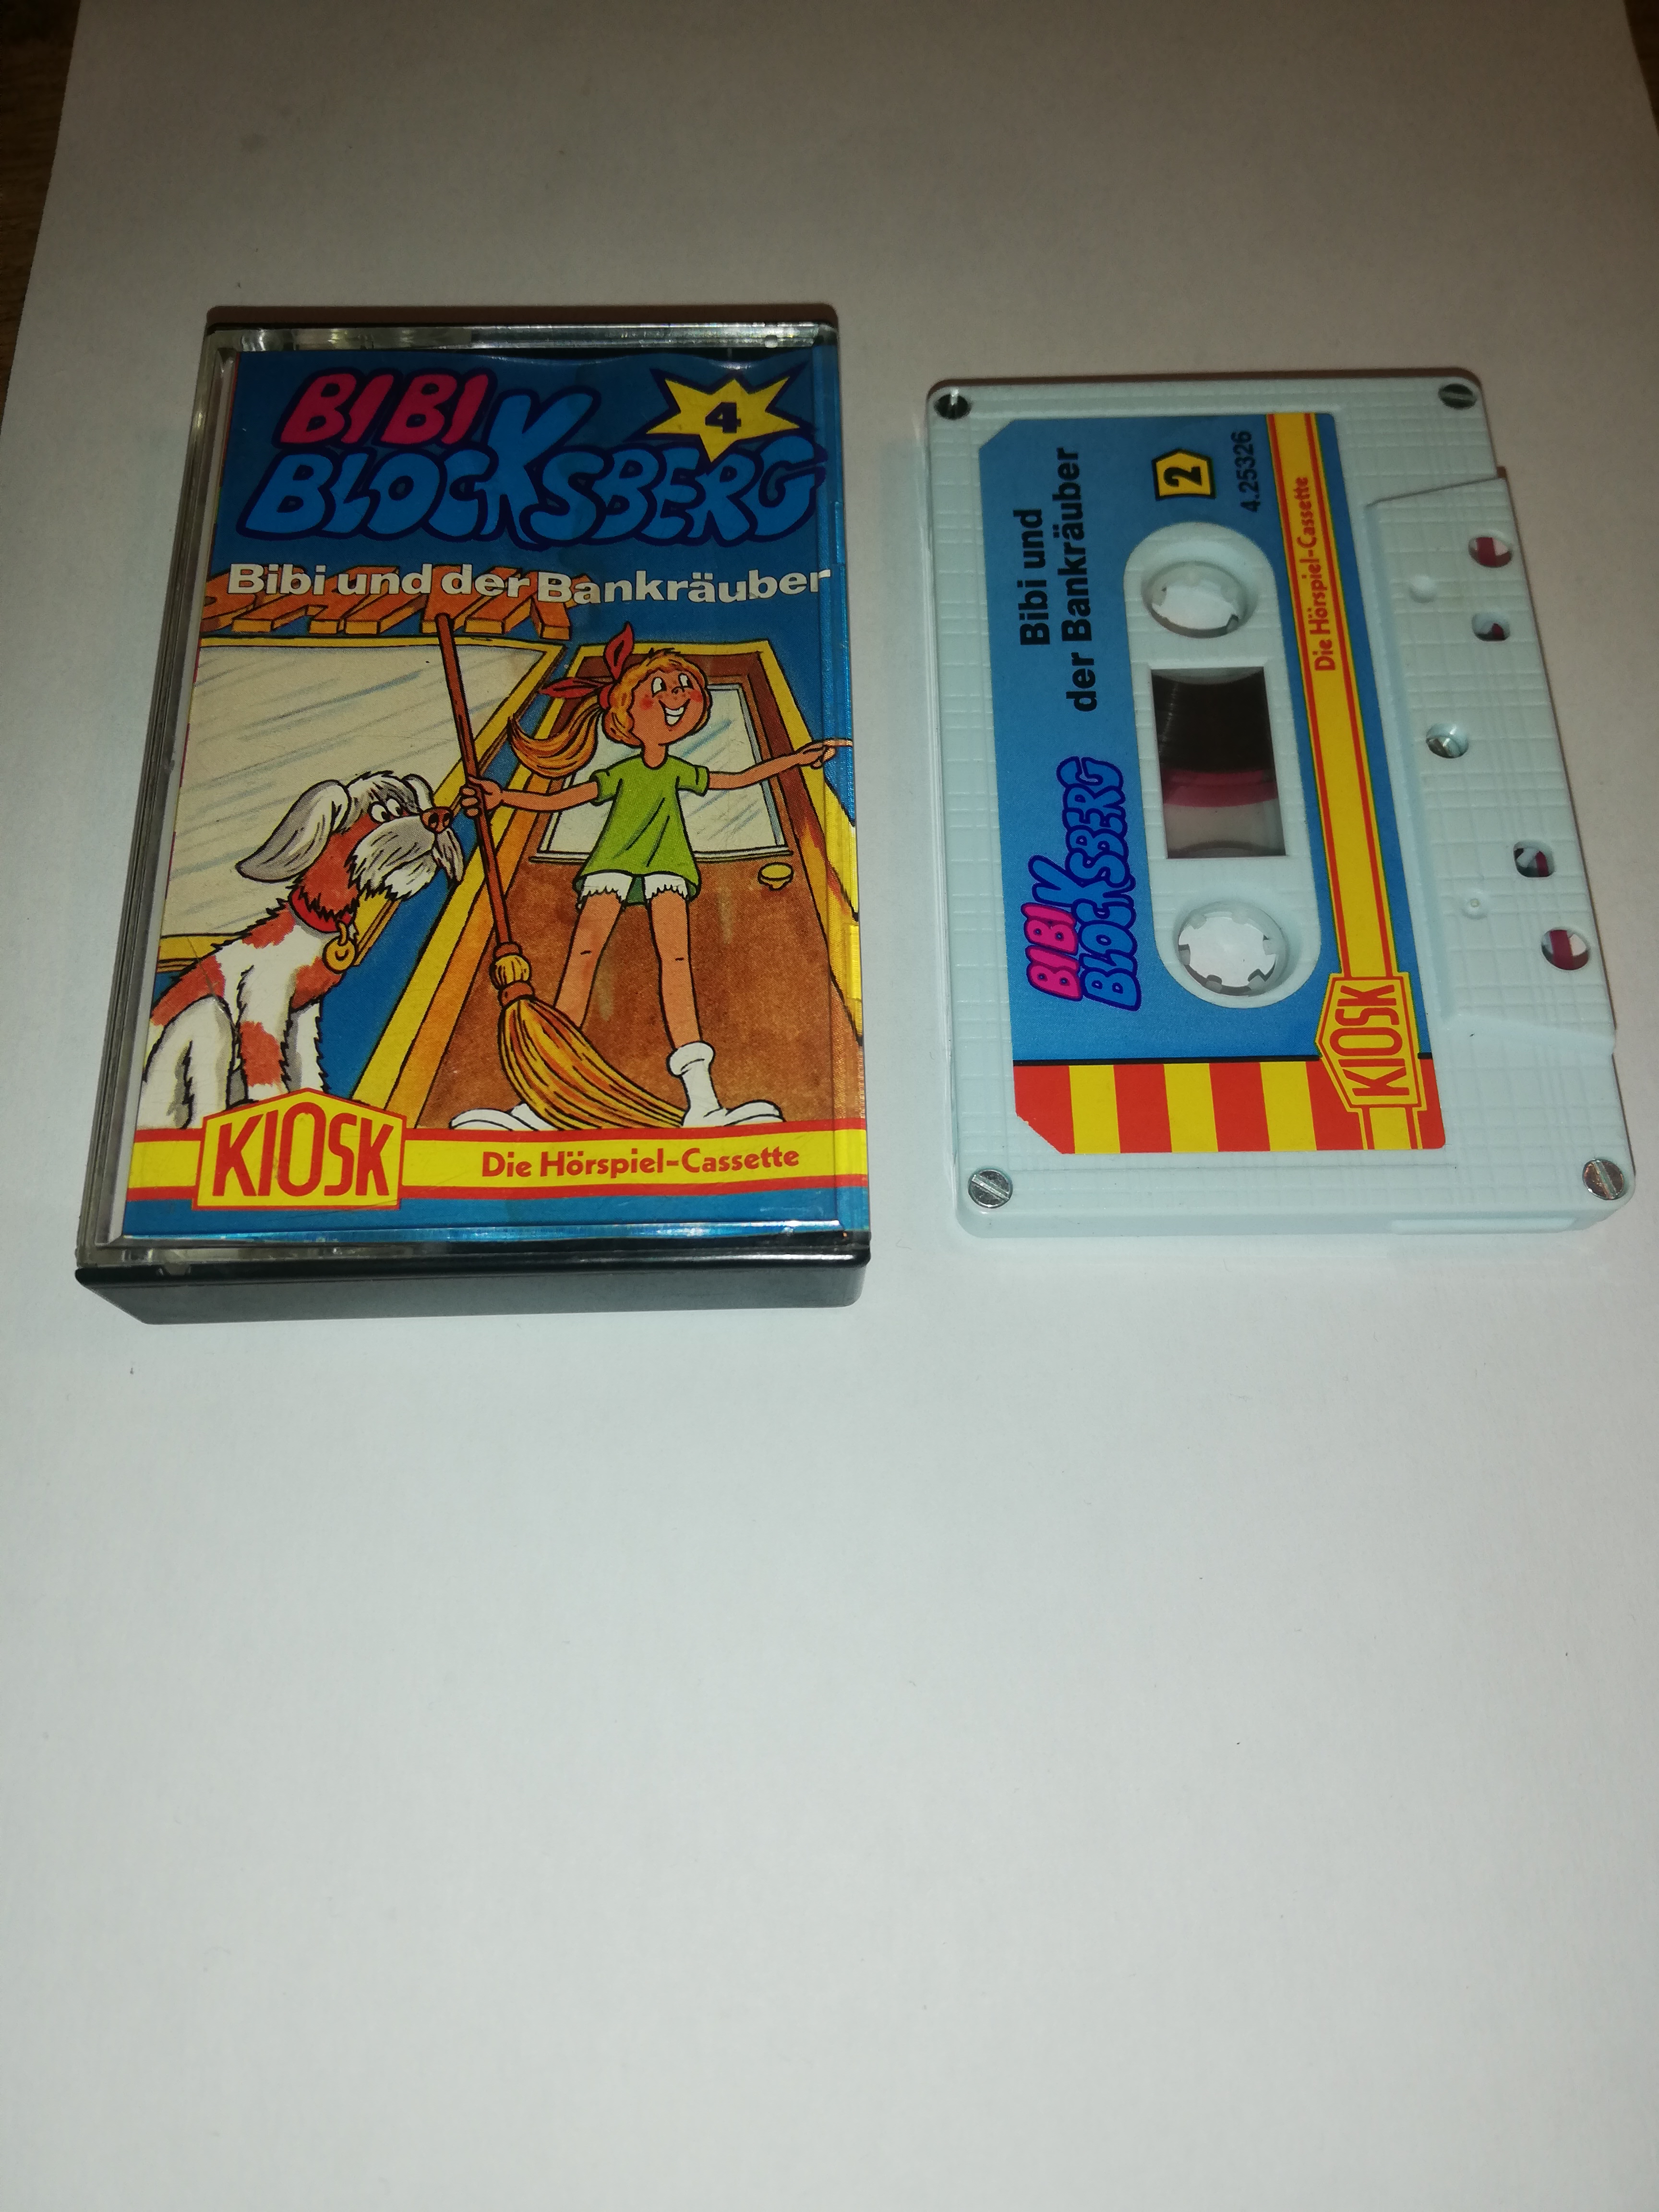 BIBI
BLOCKSBERG
4
Bibi und der Bankräuber
BANK
KIOSK
Die Hörspiel-Cassette
Bibi und
der Bankräuber
2
4.25326
BIBI
BLOCKSBERG
Die Hörspiel-Cassette
KIOSK